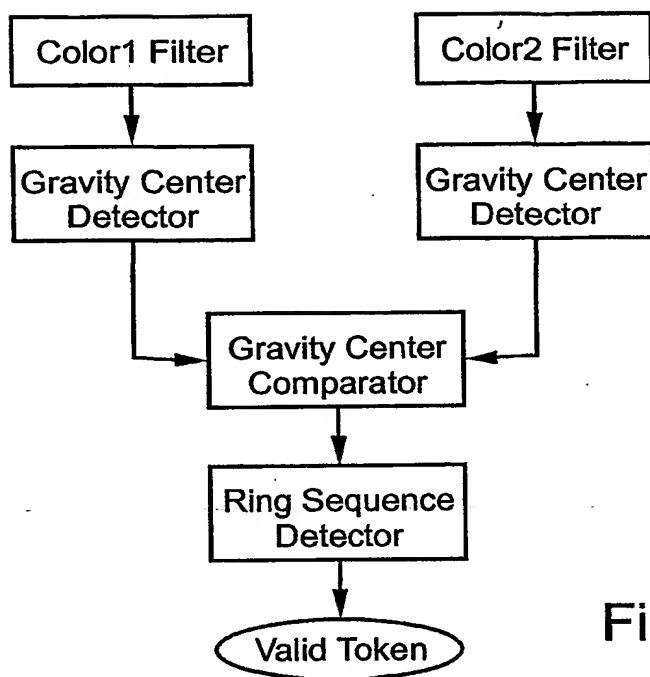 Color1 Filter
Color2 Filter
Gravity Center
Detector
Gravity Center
Detector
Gravity Center
Comparator
Ring Sequence
Detector
Valid Token
Fi